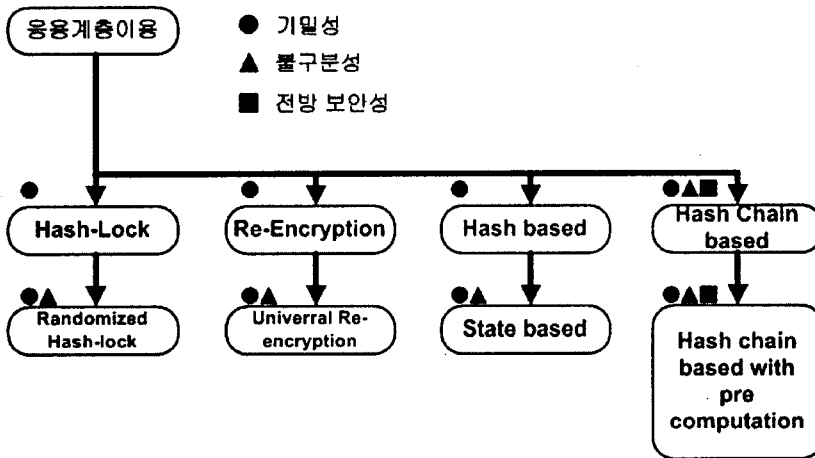 응용계층이용
● 기밀성
▲ 불구분성
■ 전방 보안성
Hash-Lock
Re-Encryption
Hash based
Hash Chain
based
Randomized
Hash-lock
Univerral Re-
encryption
State based
Hash chain
based with
pre
computation